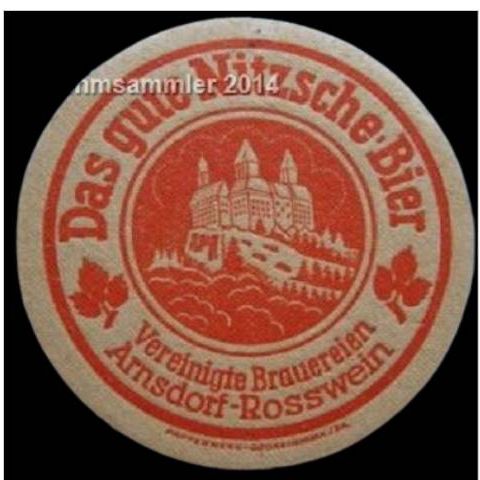 mmsammler 2014
Das gute Nitzsche-Bier
Vereinigte Brauereien
Arnsdorf-Rosswein